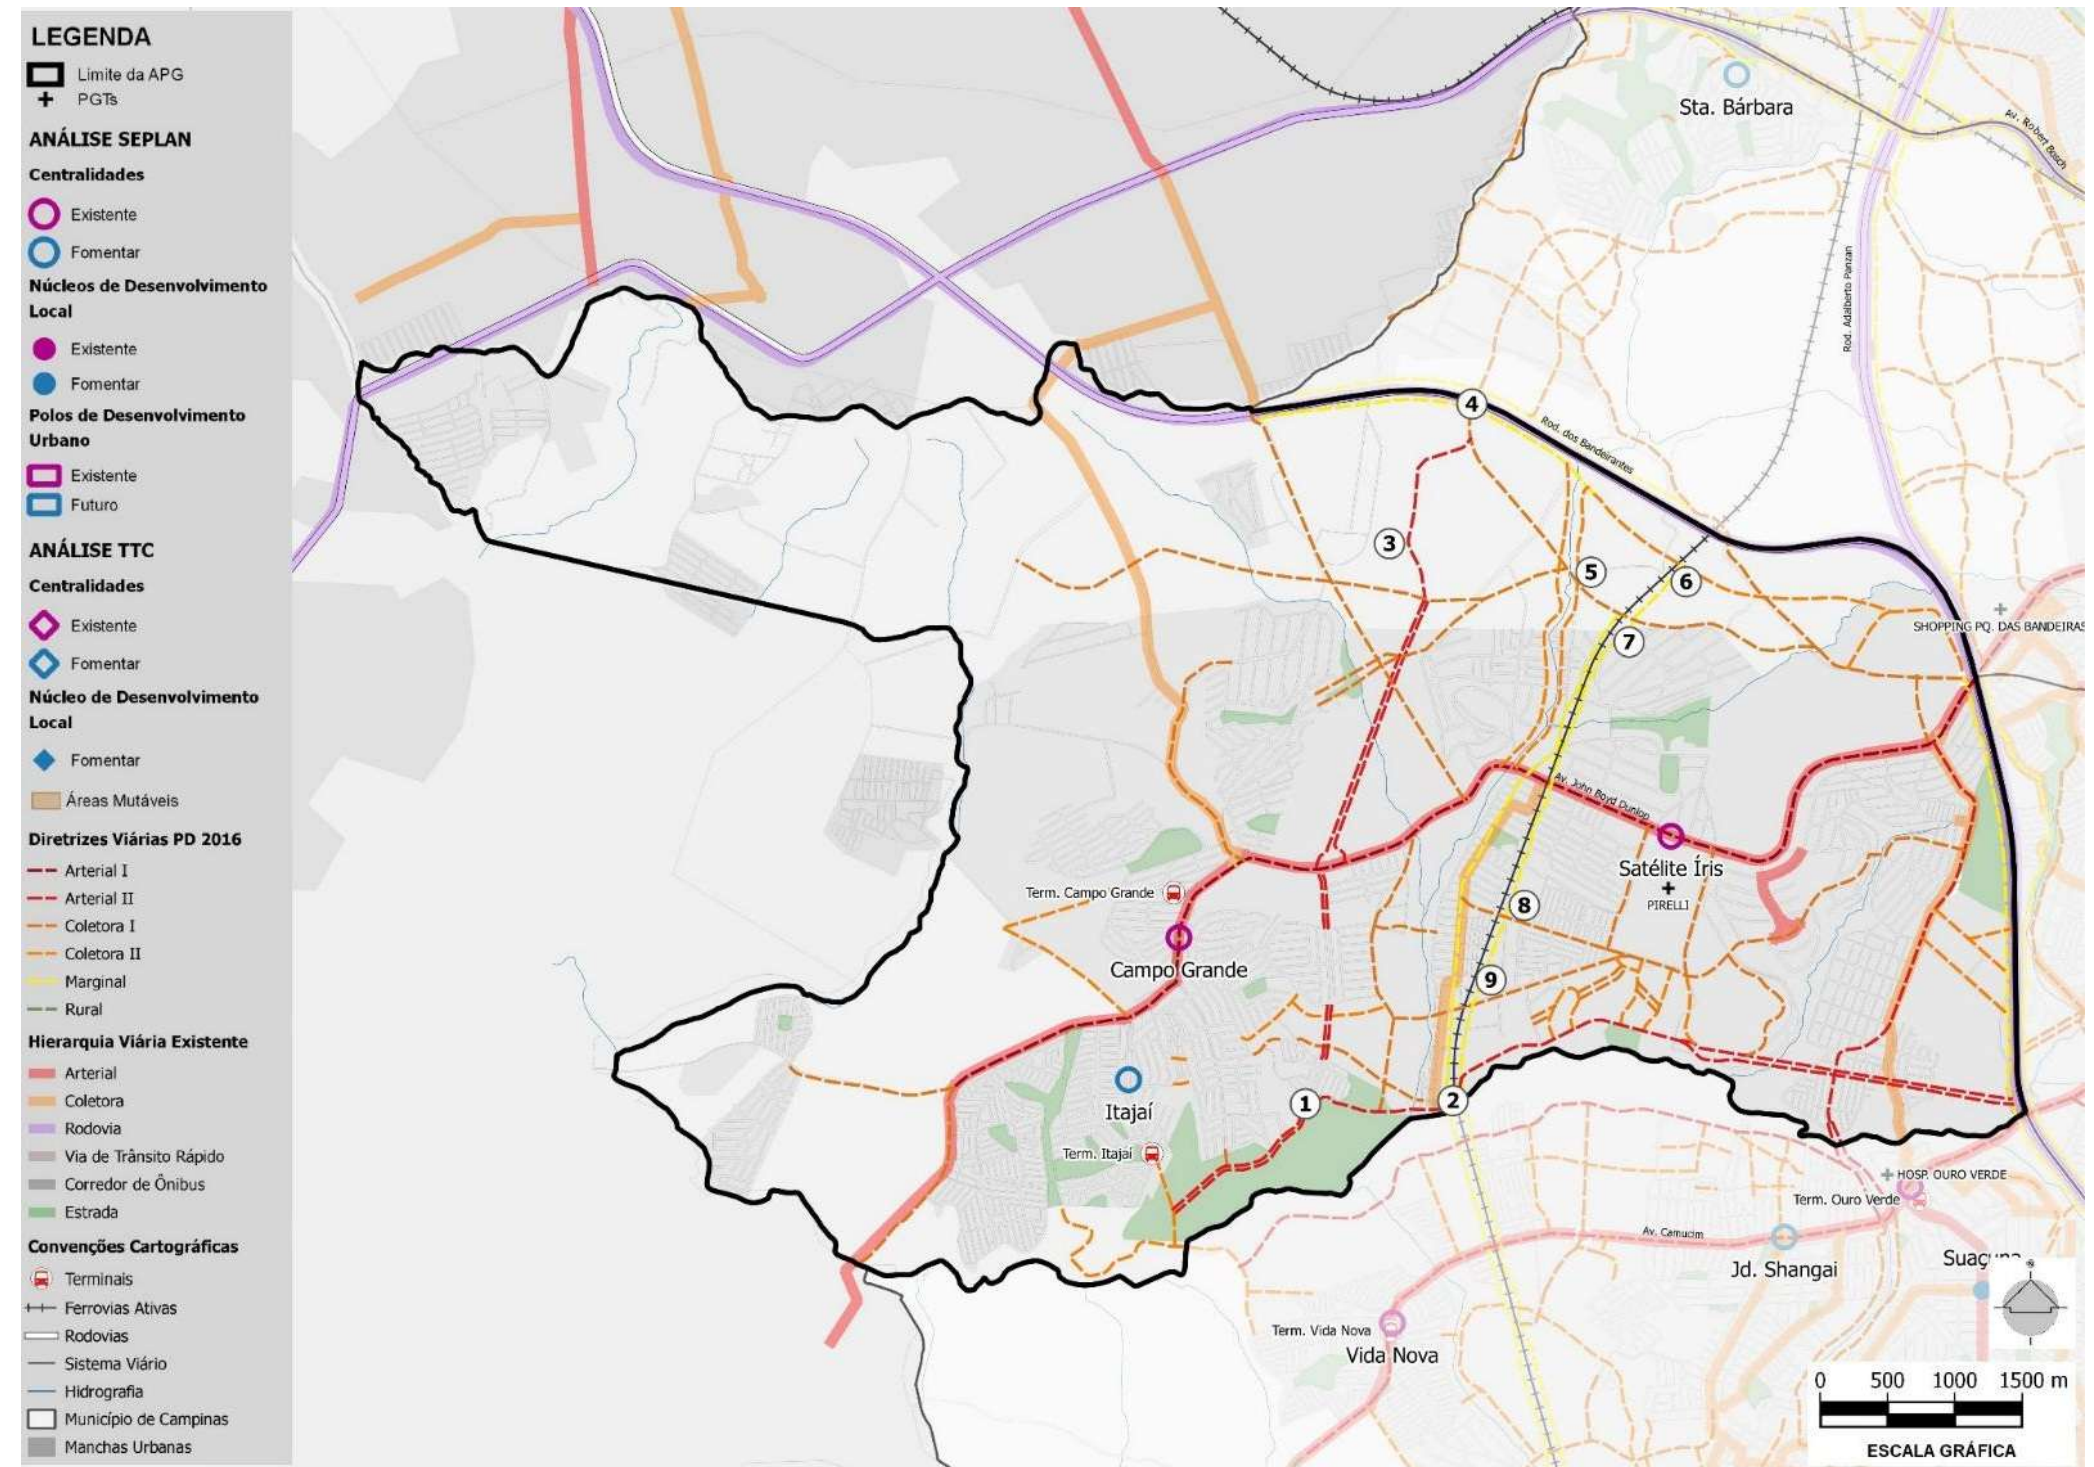 LEGENDA
Limite da APG
PGTs
ANÁLISE SEPLAN
Centralidades
Existente
Fomentar
Núcleos de Desenvolvimento
Local
Existente
Fomentar
Polos de Desenvolvimento
Urbano
Existente
Futuro
ANÁLISE TTC
Centralidades
Existente
Fomentar
Núcleo de Desenvolvimento
Local
Fomentar
Áreas Mutáveis
Diretrizes Viárias PD 2016
Arterial I
Arterial II
Coletora I
Coletora II
Marginal
Rural
Hierarquia Viária Existente
Arterial
Coletora
Rodovia
Via de Trânsito Rápido
Corredor de Ônibus
Estrada
Convenções Cartográficas
Terminais
Ferrovias Ativas
Rodovias
Sistema Viário
Hidrografia
Município de Campinas
Manchas Urbanas
Sta. Bárbara
Av. Robert Bosch
Rod. Adalberto Panzan
4
Rod. dos Bandeirantes
3
5
6
7
SHOPPING PQ. DAS BANDEIRAS
Av. John Boyd Dunlop
Satélite Íris
PIRELLI
Term. Campo Grande
Campo Grande
8
9
Itajaí
1
2
Term. Itajaí
HOSP. OURO VERDE
Term. Ouro Verde
Av. Camucim
Jd. Shangai
Term. Vida Nova
Vida Nova
0 500 1000 1500 m
ESCALA GRÁFICA